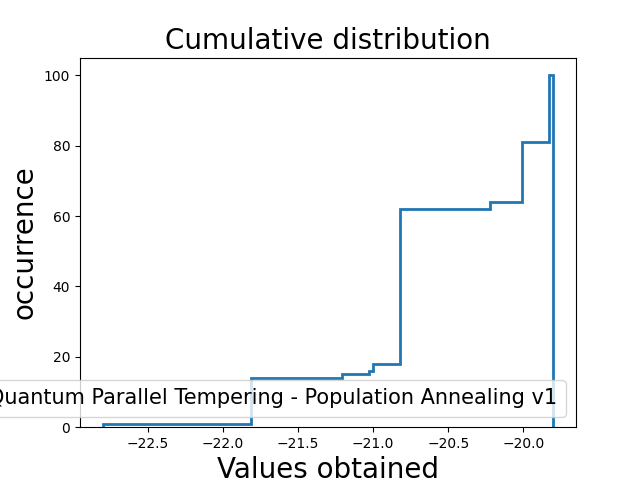 Cumulative distribution
occurrence
100
80
60
40
20
0
Quantum Parallel Tempering - Population Annealing v1
−22.5 −22.0 −21.5 −21.0 −20.5 −20.0
Values obtained